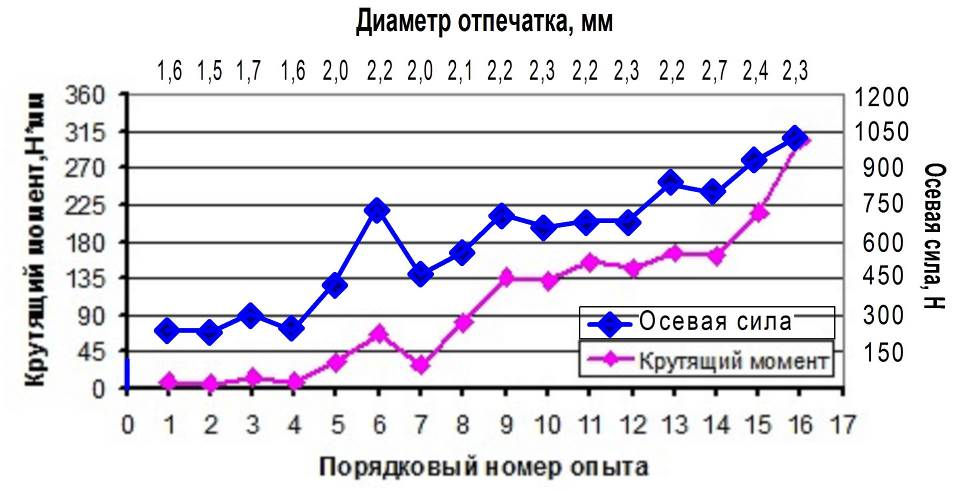 Диаметр отпечатка, мм
1,6 1,5 1,7 1,6 2,0 2,2 2,0 2,1 2,2 2,3 2,2 2,3 2,2 2,7 2,4 2,3
Крутящий момент,Н*мм
360
315
270
225
180
135
90
45
0
1200
1050
900
750
600
450
300
150
Осевая сила, Н
Осевая сила
Крутящий момент
0 1 2 3 4 5 6 7 8 9 10 11 12 13 14 15 16 17
Порядковый номер опыта